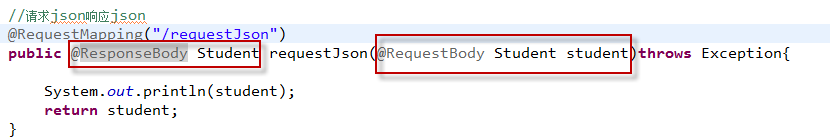 //请求json响应json
@RequestMapping("/requestJson")
public @ResponseBody Student requestJson(@RequestBody Student student)throws Exception{
System.out.println(student);
return student;
}